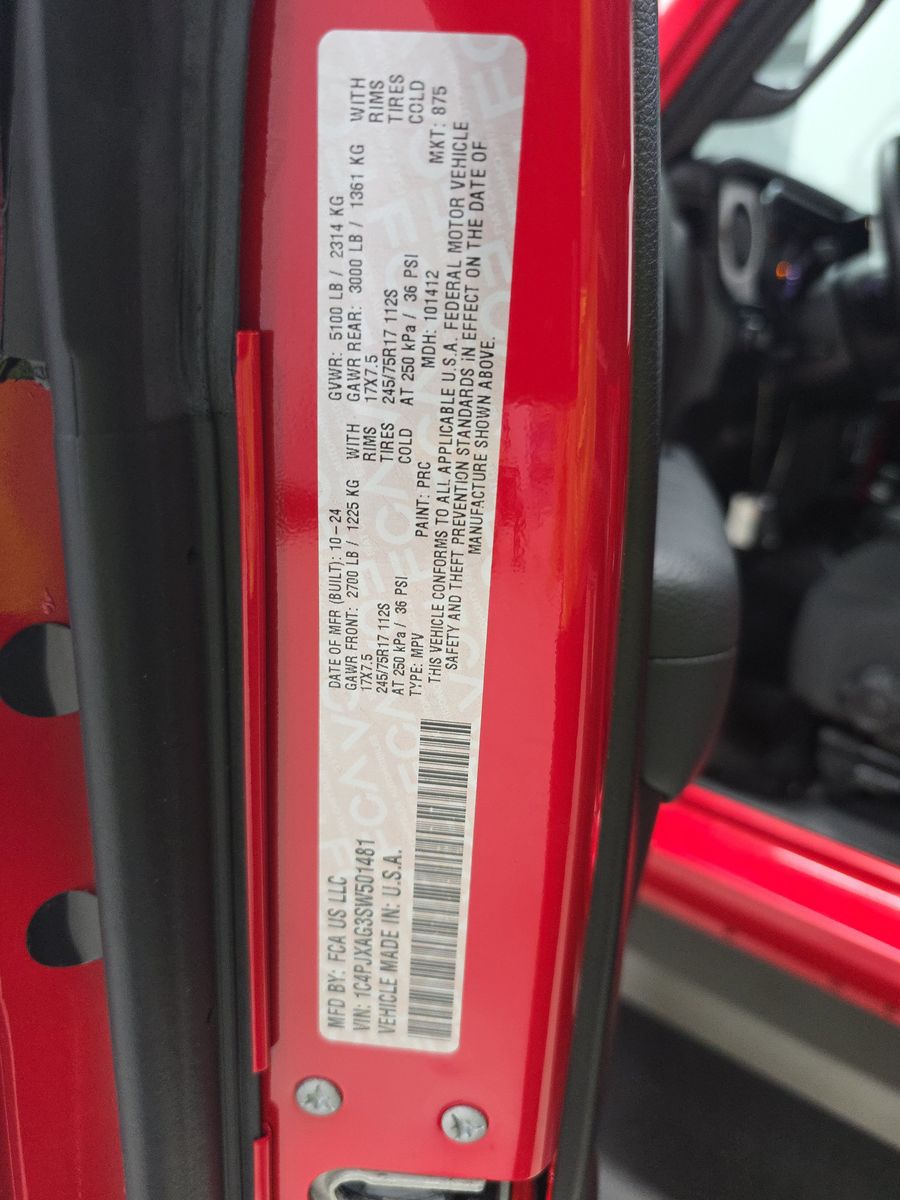 MFD BY: FCA US LLC
VIN: 1C4PJXAG3SW501481
VEHICLE MADE IN: U.S.A.
DATE OF MFR (BUILT): 10-24 GVWR: 5100 LB / 2314 KG
GAWR FRONT: 2700 LB / 1225 KG WITH GAWR REAR: 3000 LB / 1361 KG WITH
17X7.5 RIMS 17X7.5 RIMS
245/75R17 112S TIRES 245/75R17 112S TIRES
AT 250 kPa / 36 PSI COLD AT 250 kPa / 36 PSI COLD
TYPE: MPV PAINT: PRC MDH: 101412 MKT: 875
THIS VEHICLE CONFORMS TO ALL APPLICABLE U.S.A. FEDERAL MOTOR VEHICLE
SAFETY AND THEFT PREVENTION STANDARDS IN EFFECT ON THE DATE OF
MANUFACTURE SHOWN ABOVE.